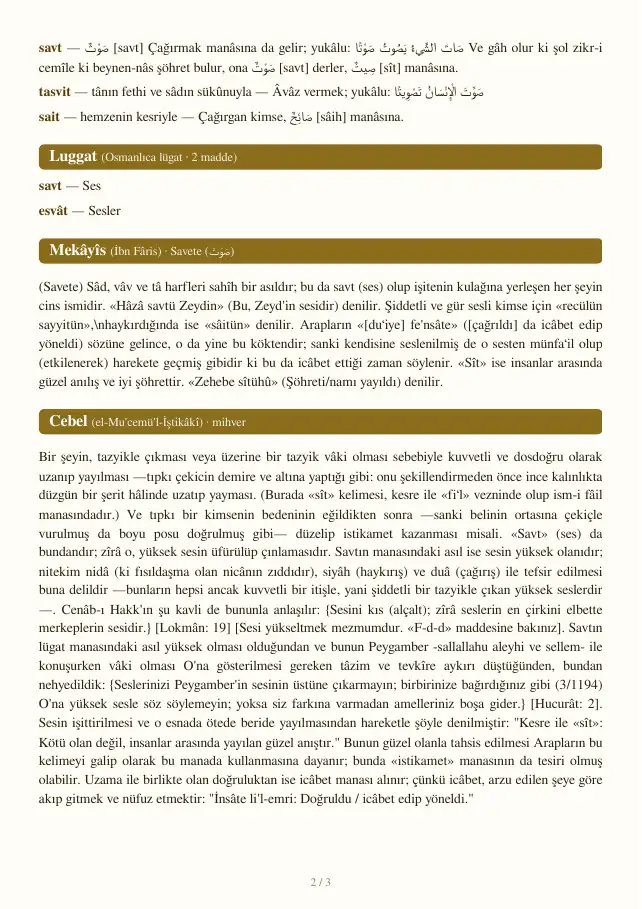 savt — صَوْتٌ [savt] Çağırmak manâsına da gelir; yukâlu: صَاتَ الشَّيْءُ يَصُوتُ صَوْتًا Ve gâh olur ki şol zikr-i
cemîle ki beynen-nâs şöhret bulur, ona صَوْتٌ [savt] derler, صِيتٌ [sît] manâsına.
tasvit — tânın fethi ve sâdın sükûnuyla — Âvâz vermek; yukâlu: صَوَّتَ الْإِنْسَانُ تَصْوِيتًا
sait — hemzenin kesriyle — Çağırgan kimse, صَائِحٌ [sâih] manâsına.
Luggat (Osmanlıca lügat · 2 madde)
savt — Ses
esvât — Sesler
Mekâyîs (İbn Fâris) · Savete (صَوَتَ)
(Savete) Sâd, vâv ve tâ harfleri sahîh bir asıldır; bu da savt (ses) olup işitenin kulağına yerleşen her şeyin
cins ismidir. «Hâzâ savtü Zeydin» (Bu, Zeyd'in sesidir) denilir. Şiddetli ve gür sesli kimse için «recülün
sayyitün»,\nhaykırdığında ise «sâitün» denilir. Arapların «[du‘iye] fe'nsâte» ([çağrıldı] da icâbet edip
yöneldi) sözüne gelince, o da yine bu köktendir; sanki kendisine seslenilmiş de o sesten münfa‘il olup
(etkilenerek) harekete geçmiş gibidir ki bu da icâbet ettiği zaman söylenir. «Sît» ise insanlar arasında
güzel anılış ve iyi şöhrettir. «Zehebe sîtühû» (Şöhreti/namı yayıldı) denilir.
Cebel (el-Mu'cemü'l-İştikâkî) · mihver
Bir şeyin, tazyikle çıkması veya üzerine bir tazyik vâki olması sebebiyle kuvvetli ve dosdoğru olarak
uzanıp yayılması —tıpkı çekicin demire ve altına yaptığı gibi: onu şekillendirmeden önce ince kalınlıkta
düzgün bir şerit hâlinde uzatıp yayması. (Burada «sît» kelimesi, kesre ile «fi‘l» vezninde olup ism-i fâil
manasındadır.) Ve tıpkı bir kimsenin bedeninin eğildikten sonra —sanki belinin ortasına çekiçle
vurulmuş da boyu posu doğrulmuş gibi— düzelip istikamet kazanması misali. «Savt» (ses) da
bundandır; zîrâ o, yüksek sesin üfürülüp çınlamasıdır. Savtın manasındaki asıl ise sesin yüksek olanıdır;
nitekim nidâ (ki fısıldaşma olan nicânın zıddıdır), siyâh (haykırış) ve duâ (çağırış) ile tefsir edilmesi
buna delildir —bunların hepsi ancak kuvvetli bir itişle, yani şiddetli bir tazyikle çıkan yüksek seslerdir
—. Cenâb-ı Hakk'ın şu kavli de bununla anlaşılır: {Sesini kıs (alçalt); zîrâ seslerin en çirkini elbette
merkeplerin sesidir.} [Lokmân: 19] [Sesi yükseltmek mezmumdur. «F-d-d» maddesine bakınız]. Savtın
lügat manasındaki asıl yüksek olması olduğundan ve bunun Peygamber -sallallahu aleyhi ve sellem- ile
konuşurken vâki olması O'na gösterilmesi gereken tâzim ve tevkîre aykırı düştüğünden, bundan
nehyedildik: {Seslerinizi Peygamber'in sesinin üstüne çıkarmayın; birbirinize bağırdığınız gibi (3/1194)
O'na yüksek sesle söz söylemeyin; yoksa siz farkına varmadan amelleriniz boşa gider.} [Hucurât: 2].
Sesin işittirilmesi ve o esnada ötede beride yayılmasından hareketle şöyle denilmiştir: "Kesre ile «sît»:
Kötü olan değil, insanlar arasında yayılan güzel anıştır." Bunun güzel olanla tahsis edilmesi Arapların bu
kelimeyi galip olarak bu manada kullanmasına dayanır; bunda «istikamet» manasının da tesiri olmuş
olabilir. Uzama ile birlikte olan doğruluktan ise icâbet manası alınır; çünkü icâbet, arzu edilen şeye göre
akıp gitmek ve nüfuz etmektir: "İnsâte li'l-emri: Doğruldu / icâbet edip yöneldi."
2 / 3